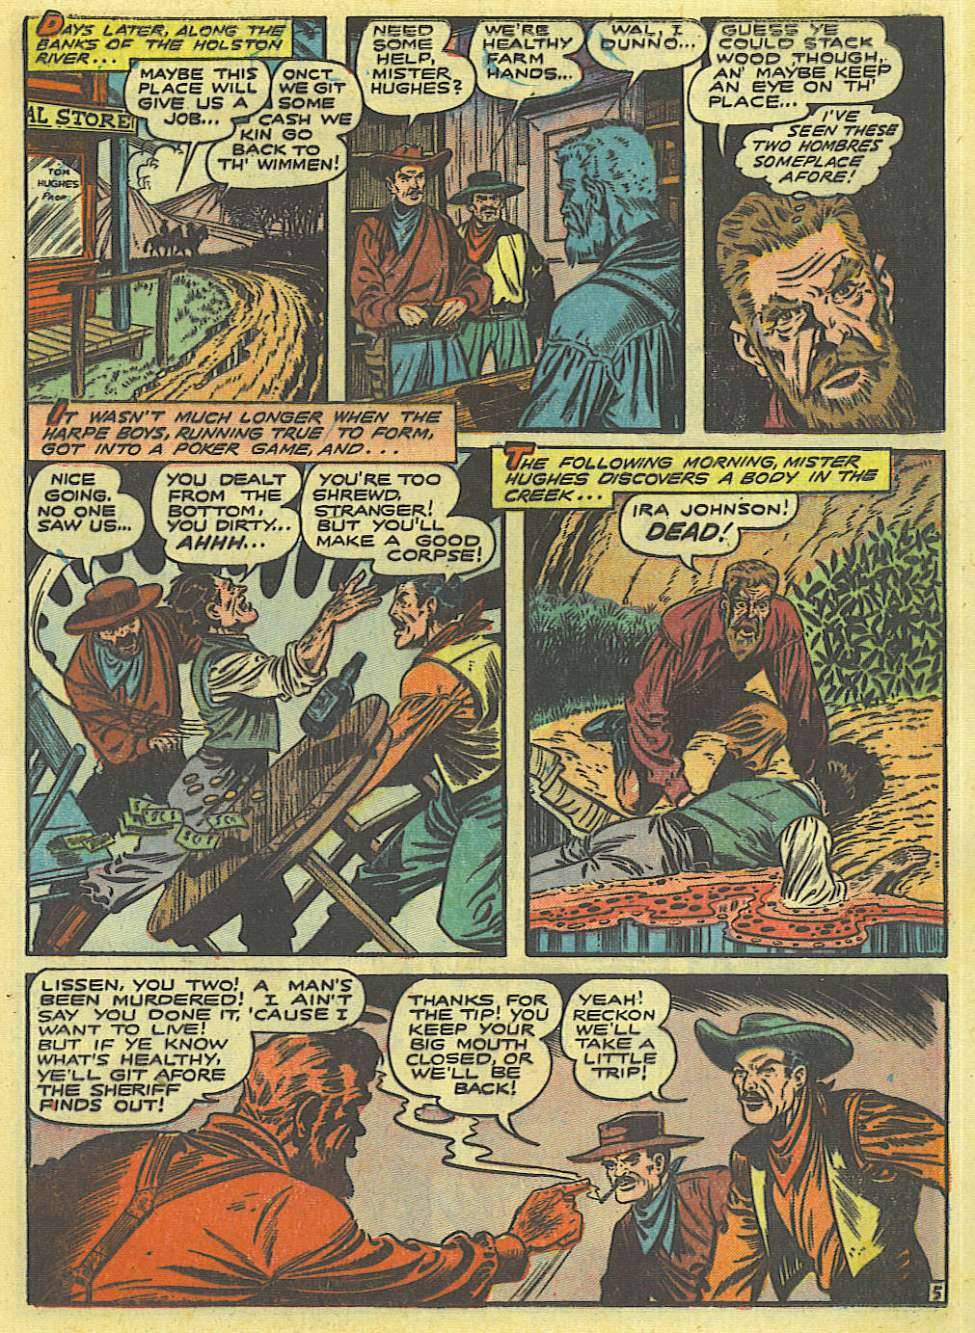 DAYS LATER, ALONG THE
BANKS OF THE HOLSTON
RIVER...
MAYBE THIS
PLACE WILL
GIVE US A
JOB...
ONCT
WE GIT
SOME
CASH WE
KIN GO
BACK TO
TH' WIMMEN!
AL STORE
TOM
HUGHES
PROP.
NEED
SOME
HELP,
MISTER
HUGHES?
WE'RE
HEALTHY
FARM
HANDS...
WAL, I
DUNNO...
GUESS YE
COULD STACK
WOOD THOUGH,
AN' MAYBE KEEP
AN EYE ON TH'
PLACE...
I'VE
SEEN THESE
TWO HOMBRES
SOMEPLACE
AFORE!
IT WASN'T MUCH LONGER WHEN THE
HARPE BOYS, RUNNING TRUE TO FORM,
GOT INTO A POKER GAME, AND...
NICE
GOING.
NO ONE
SAW US...
YOU DEALT
FROM THE
BOTTOM,
YOU DIRTY...
AHHH...
YOU'RE TOO
SHREWD,
STRANGER!
BUT YOU'LL
MAKE A GOOD
CORPSE!
THE FOLLOWING MORNING, MISTER
HUGHES DISCOVERS A BODY IN THE
CREEK...
IRA JOHNSON!
DEAD!
LISSEN, YOU TWO! A MAN'S
BEEN MURDERED! I AIN'T
SAY YOU DONE IT, 'CAUSE I
WANT TO LIVE!
BUT IF YE KNOW
WHAT'S HEALTHY,
YE'LL GIT AFORE
THE SHERIFF
FINDS OUT!
THANKS FOR
THE TIP! YOU
KEEP YOUR
BIG MOUTH
CLOSED, OR
WE'LL BE
BACK!
YEAH!
RECKON
WE'LL
TAKE A
LITTLE
TRIP!
5